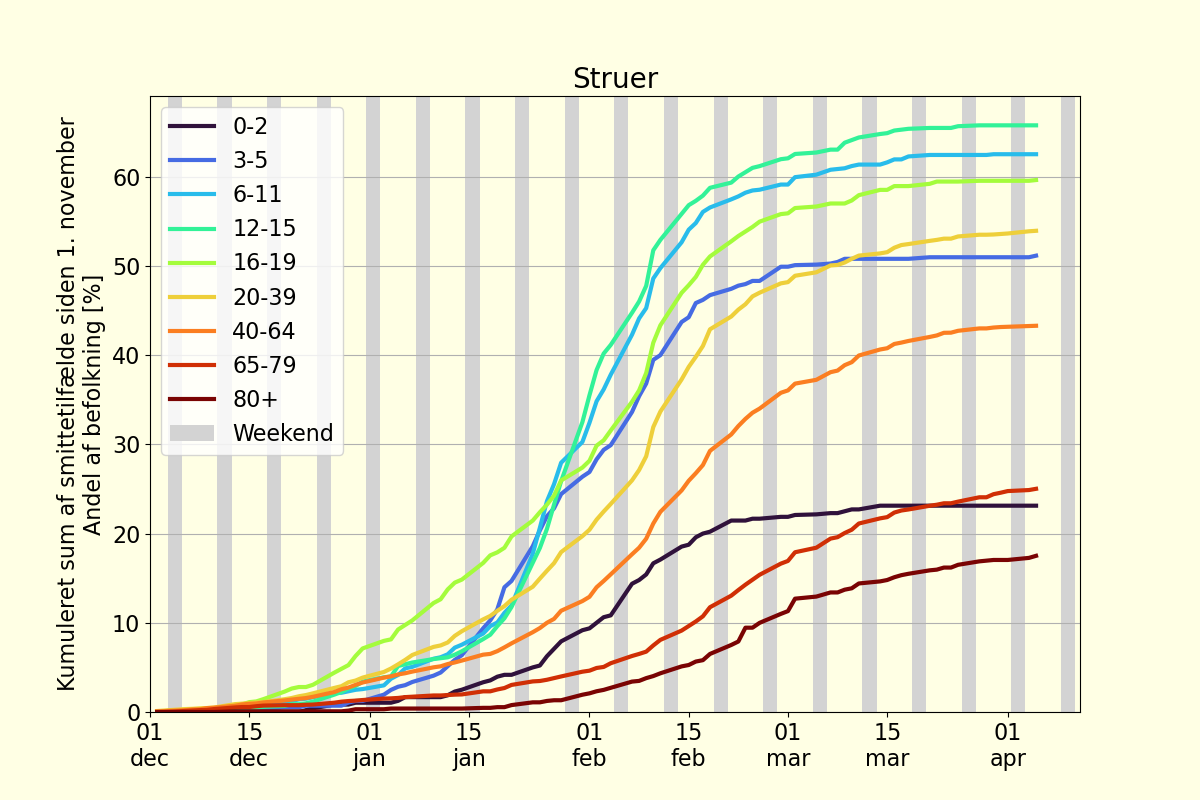 Struer
Kumuleret sum af smittetilfælde siden 1. november
Andel af befolkning [%]
60
50
40
30
20
10
0
0-2
3-5
6-11
12-15
16-19
20-39
40-64
65-79
80+
Weekend
01 15 01 15 01 15 01 15 01
dec dec jan jan feb feb mar mar apr